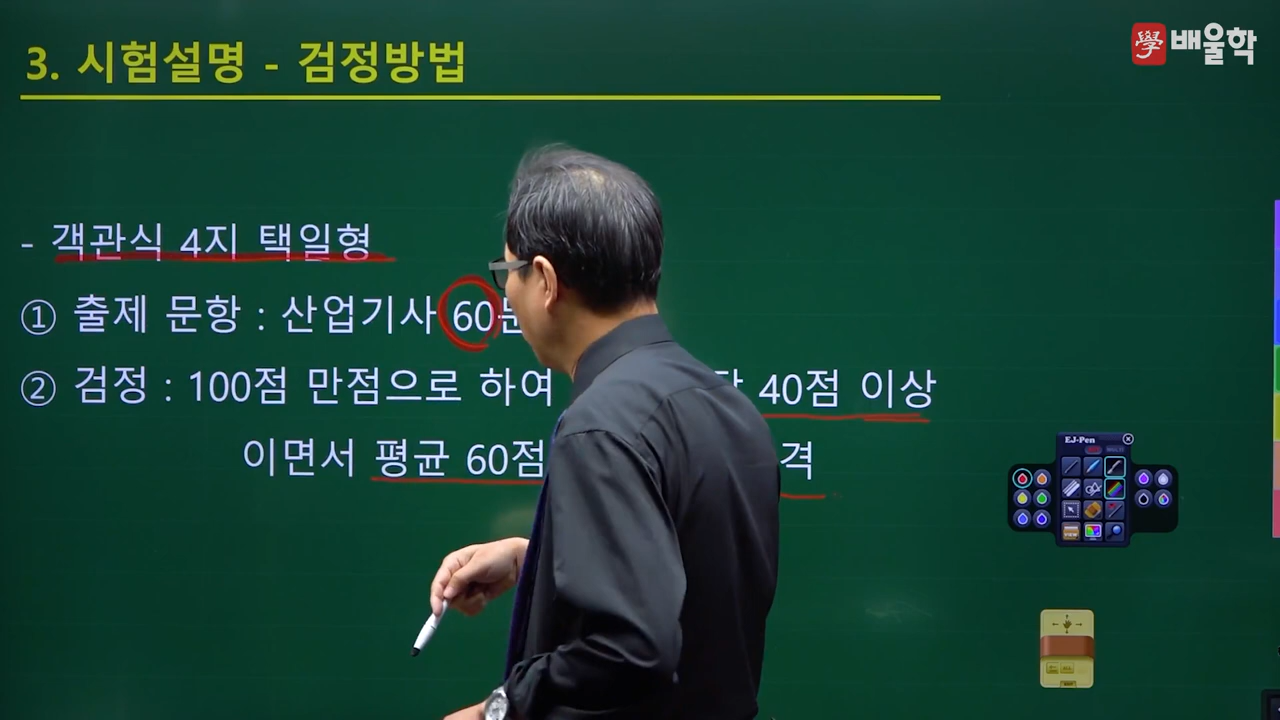 3. 시험설명 - 검정방법
學 배울학
- 객관식 4지 택일형
① 출제 문항 : 산업기사 60문
② 검정 : 100점 만점으로 하여 40점 이상
이면서 평균 60점 격
EJ-Pen